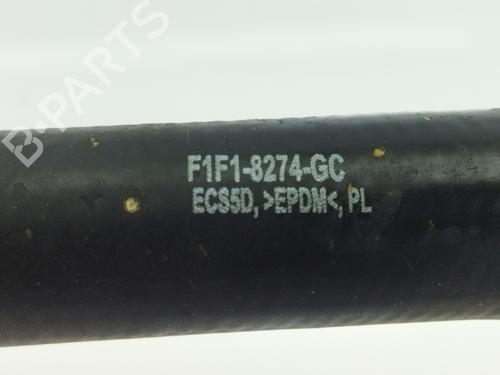 F1F1-8274-GC
ECS5D, >EPDM<, PL
B-PARTS